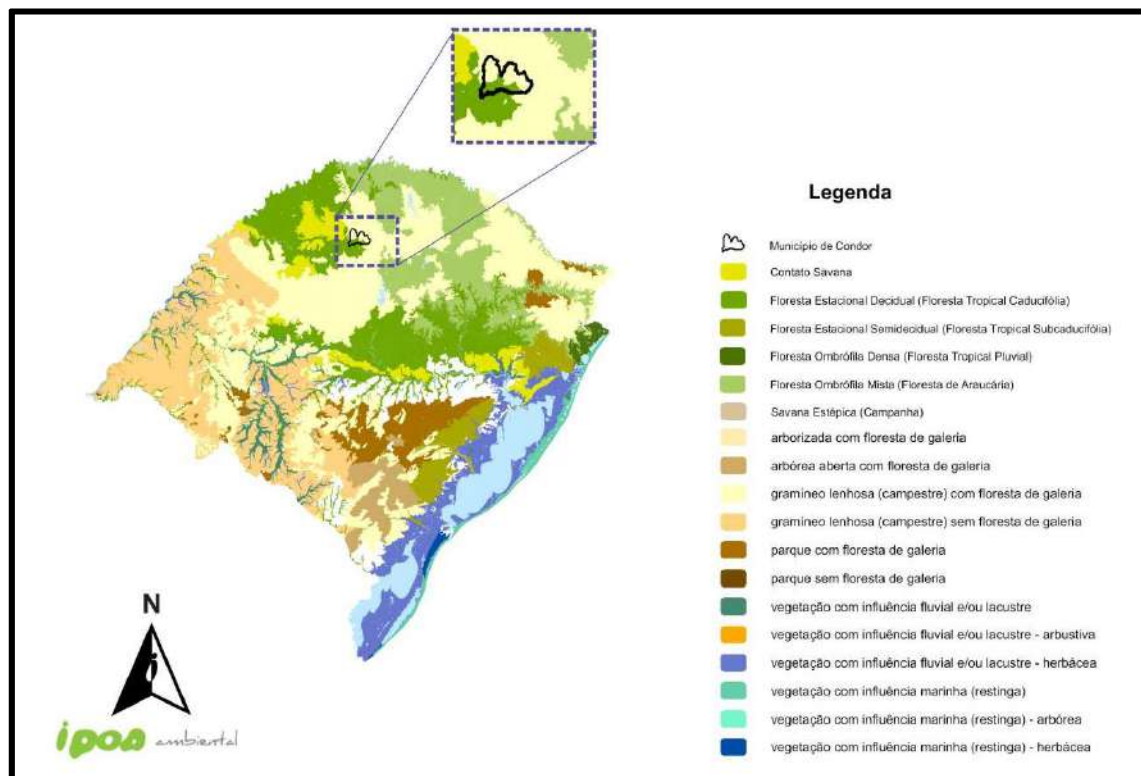 Legenda
Município de Condor
Contato Savana
Floresta Estacional Decidual (Floresta Tropical Caducifólia)
Floresta Estacional Semidecidual (Floresta Tropical Subcaducifólia)
Floresta Ombrófila Densa (Floresta Tropical Pluvial)
Floresta Ombrófila Mista (Floresta de Araucária)
Savana Estépica (Campanha)
arborizada com floresta de galeria
arbórea aberta com floresta de galeria
gramíneo lenhosa (campestre) com floresta de galeria
gramíneo lenhosa (campestre) sem floresta de galeria
parque com floresta de galeria
parque sem floresta de galeria
vegetação com influência fluvial e/ou lacustre
vegetação com influência fluvial e/ou lacustre - arbustiva
vegetação com influência fluvial e/ou lacustre - herbácea
vegetação com influência marinha (restinga)
vegetação com influência marinha (restinga) - arbórea
vegetação com influência marinha (restinga) - herbácea
N
ipoa ambiental